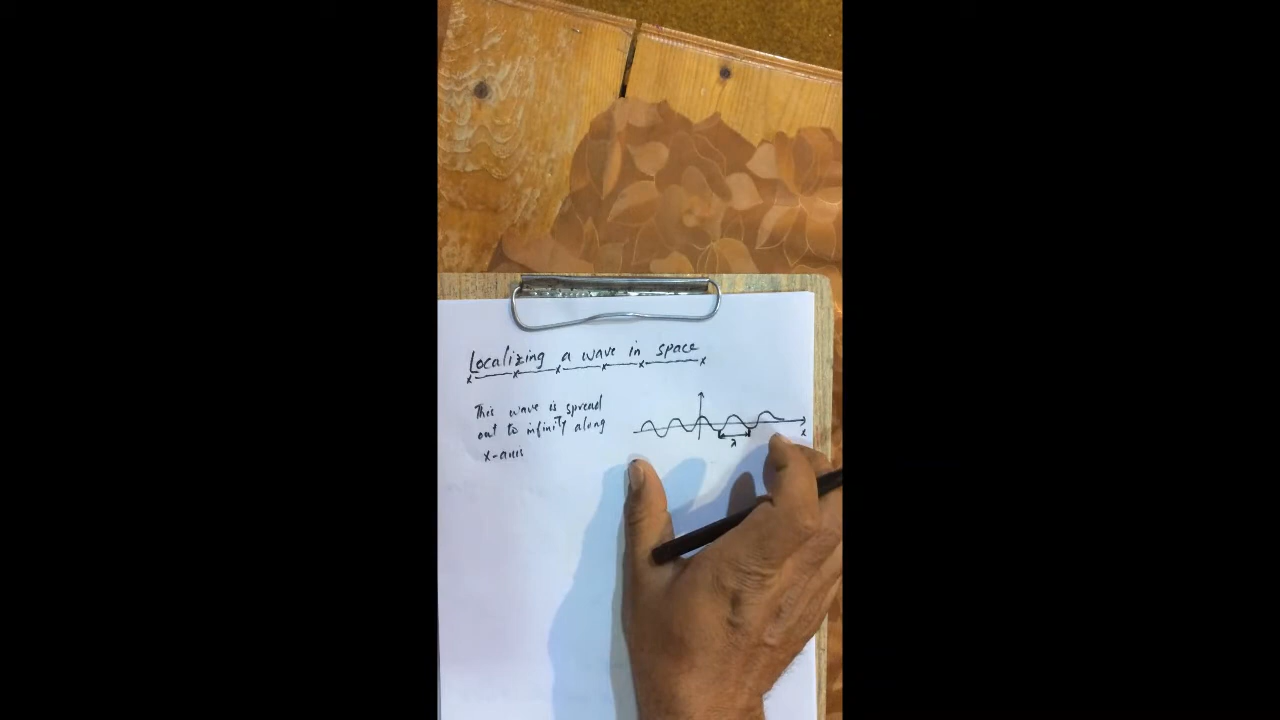 Localizing a wave in space
This wave is spread
out to infinity along
x-axis
λ
x